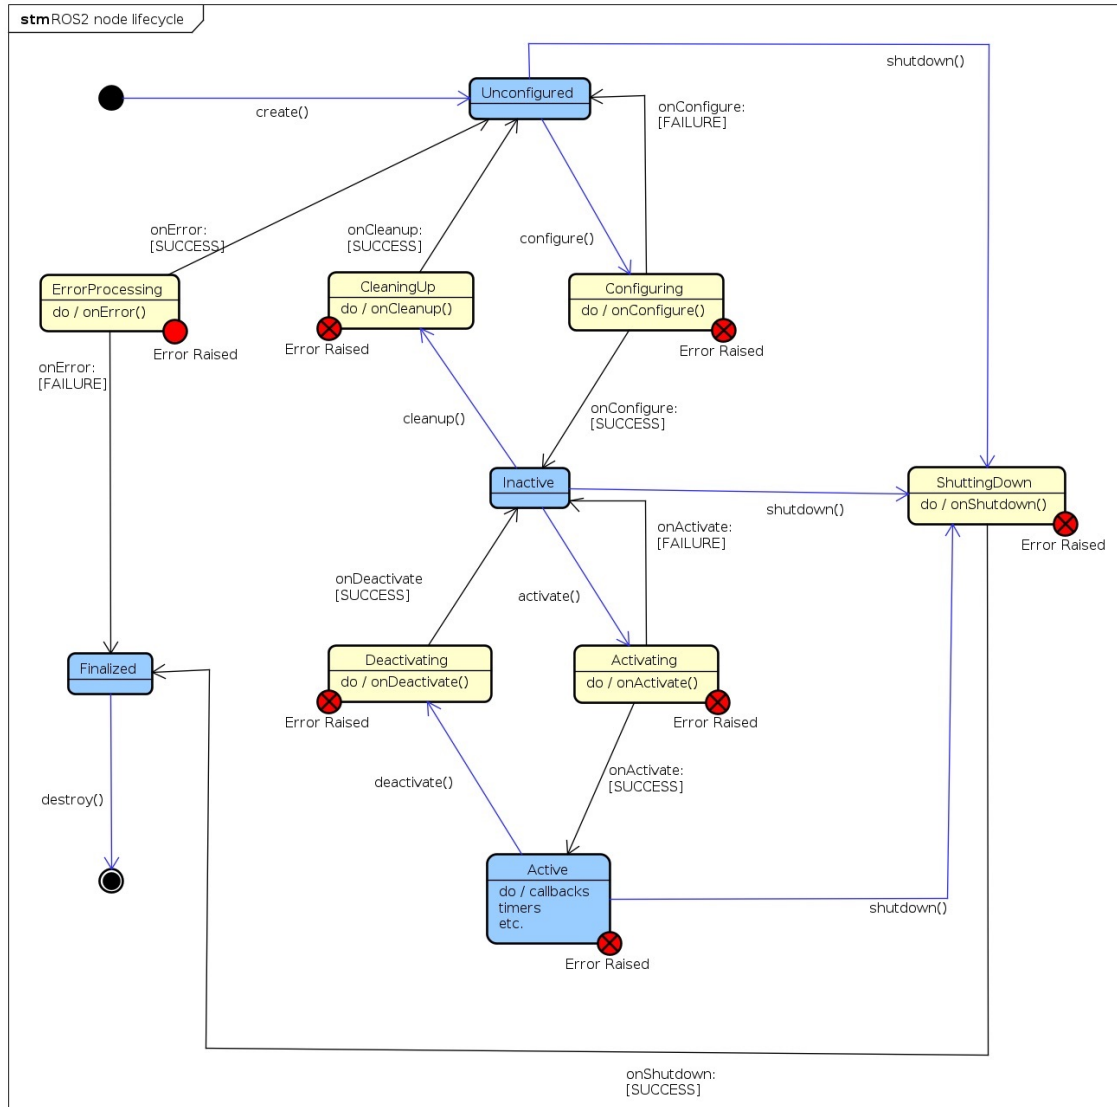 stm ROS2 node lifecycle
shutdown()
Unconfigured
create()
onConfigure:
[FAILURE]
onError:
[SUCCESS]
onCleanup:
[SUCCESS]
configure()
ErrorProcessing
do / onError()
Error Raised
CleaningUp
do / onCleanup()
Error Raised
Configuring
do / onConfigure()
Error Raised
onError:
[FAILURE]
cleanup()
onConfigure:
[SUCCESS]
Inactive
shutdown()
ShuttingDown
do / onShutdown()
Error Raised
onActivate:
[FAILURE]
onDeactivate
[SUCCESS]
activate()
Finalized
Deactivating
do / onDeactivate()
Error Raised
Activating
do / onActivate()
Error Raised
destroy()
deactivate()
onActivate:
[SUCCESS]
Active
do / callbacks
timers
etc.
Error Raised
shutdown()
onShutdown:
[SUCCESS]